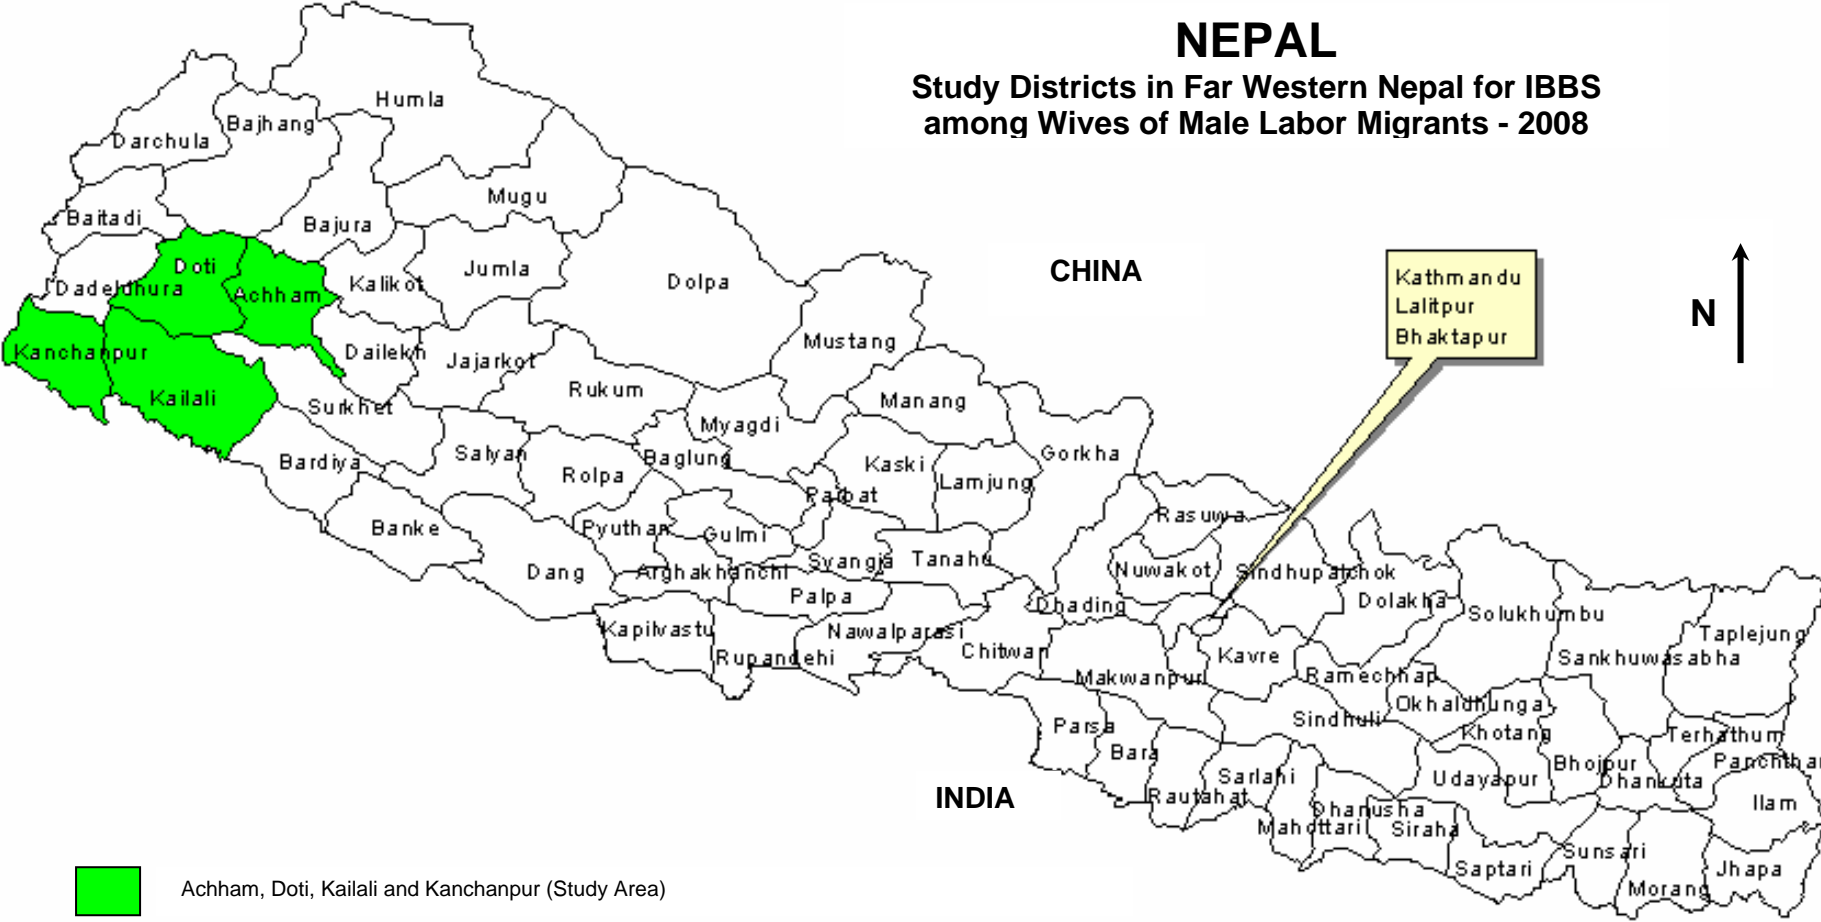 NEPAL
Study Districts in Far Western Nepal for IBBS
among Wives of Male Labor Migrants - 2008
Humla
Darchula
Bajhang
Mugu
Baitadi
Bajura
Doti
Jumla
Dolpa
CHINA
Kathmandu
Lalitpur
Bhaktapur
N
Dadeldhura
Achham
Kalikot
Kanchanpur
Dailekh
Jajarkot
Mustang
Kailali
Surkhet
Rukum
Manang
Myagdi
Bardiya
Salyan
Rolpa
Baglung
Parbat
Kaski
Lamjung
Gorkha
Banke
Pyuthan
Gulmi
Rasuwa
Dang
Arghakhanchi
Syangja
Tanahu
Nuwakot
Sindhupalchok
Palpa
Dhading
Dolakha
Solukhumbu
Kapilvastu
Rupandehi
Nawalparasi
Chitwan
Kavre
Sankhuwasabha
Taplejung
Makwanpur
Ramechhap
Okhaldhunga
Parsa
Sindhuli
Khotang
Terhathum
Bara
Bhojpur
Dhankuta
Panchthar
INDIA
Rautahat
Sarlahi
Udayapur
Ilam
Mahottari
Dhanusha
Siraha
Saptari
Sunsari
Morang
Jhapa
Achham, Doti, Kailali and Kanchanpur (Study Area)